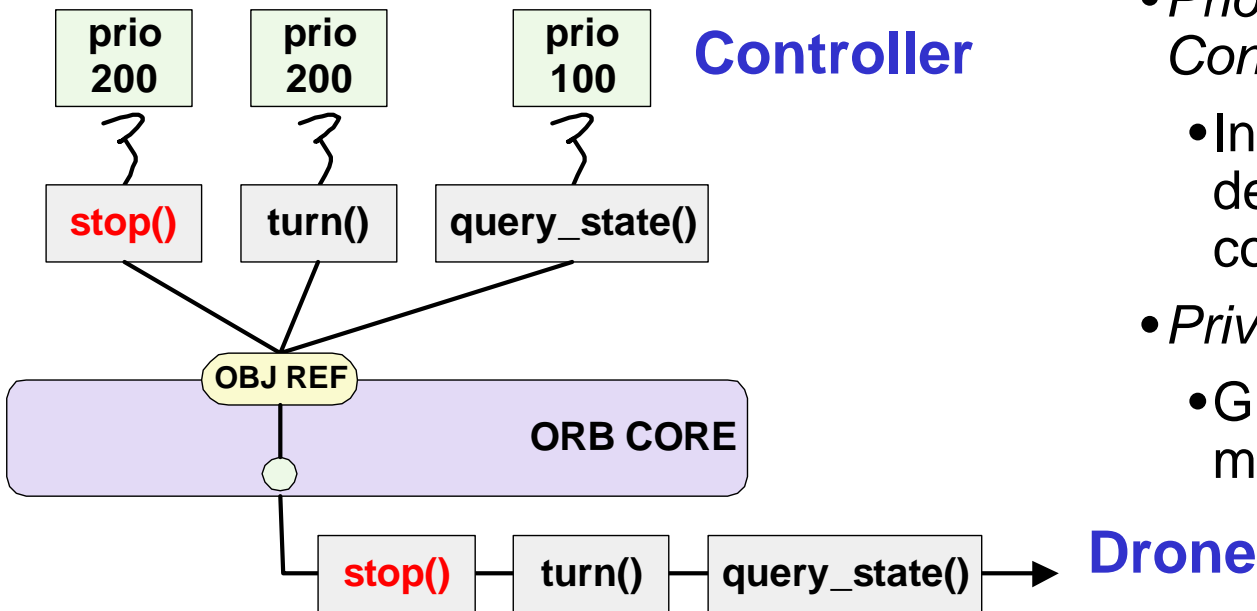 prio
200
prio
200
prio
100
Controller
stop()
turn()
query_state()
OBJ REF
ORB CORE
stop()
turn()
query_state()
Drone
•
•
•
•